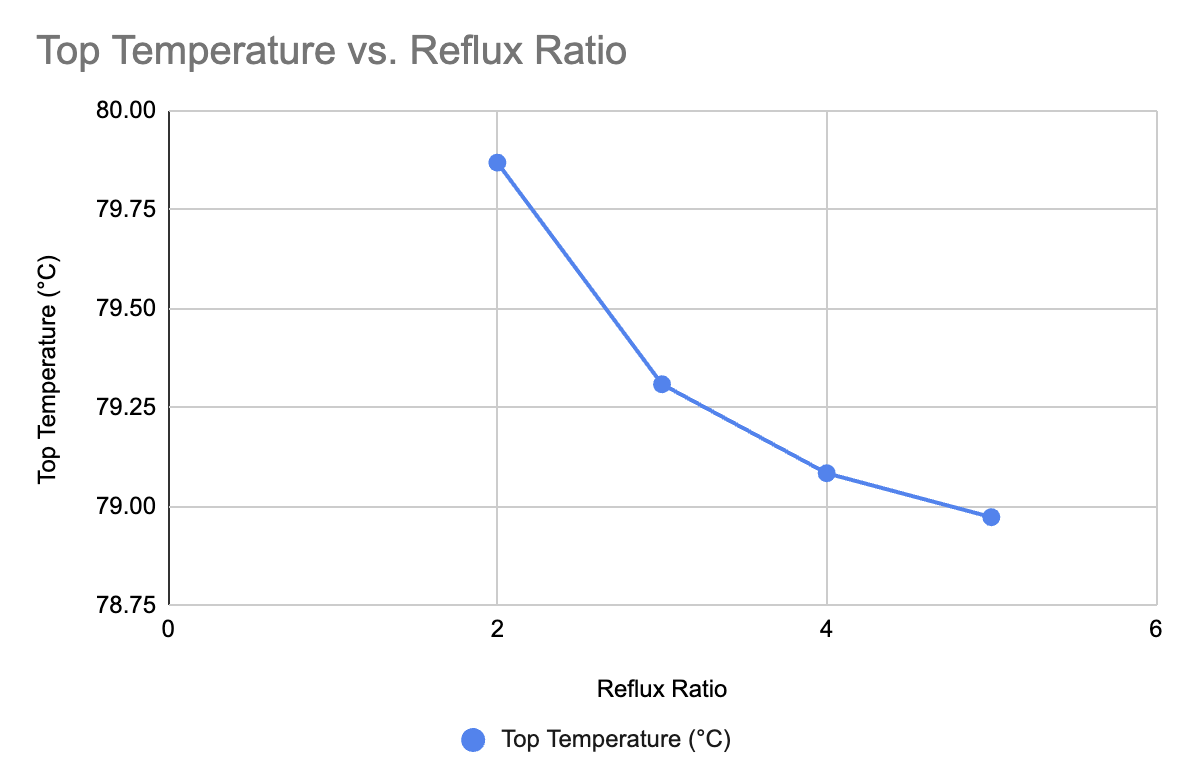 Top Temperature vs. Reflux Ratio
80.00
79.75
79.50
79.25
79.00
78.75
Top Temperature (°C)
0 2 4 6
Reflux Ratio
Top Temperature (°C)